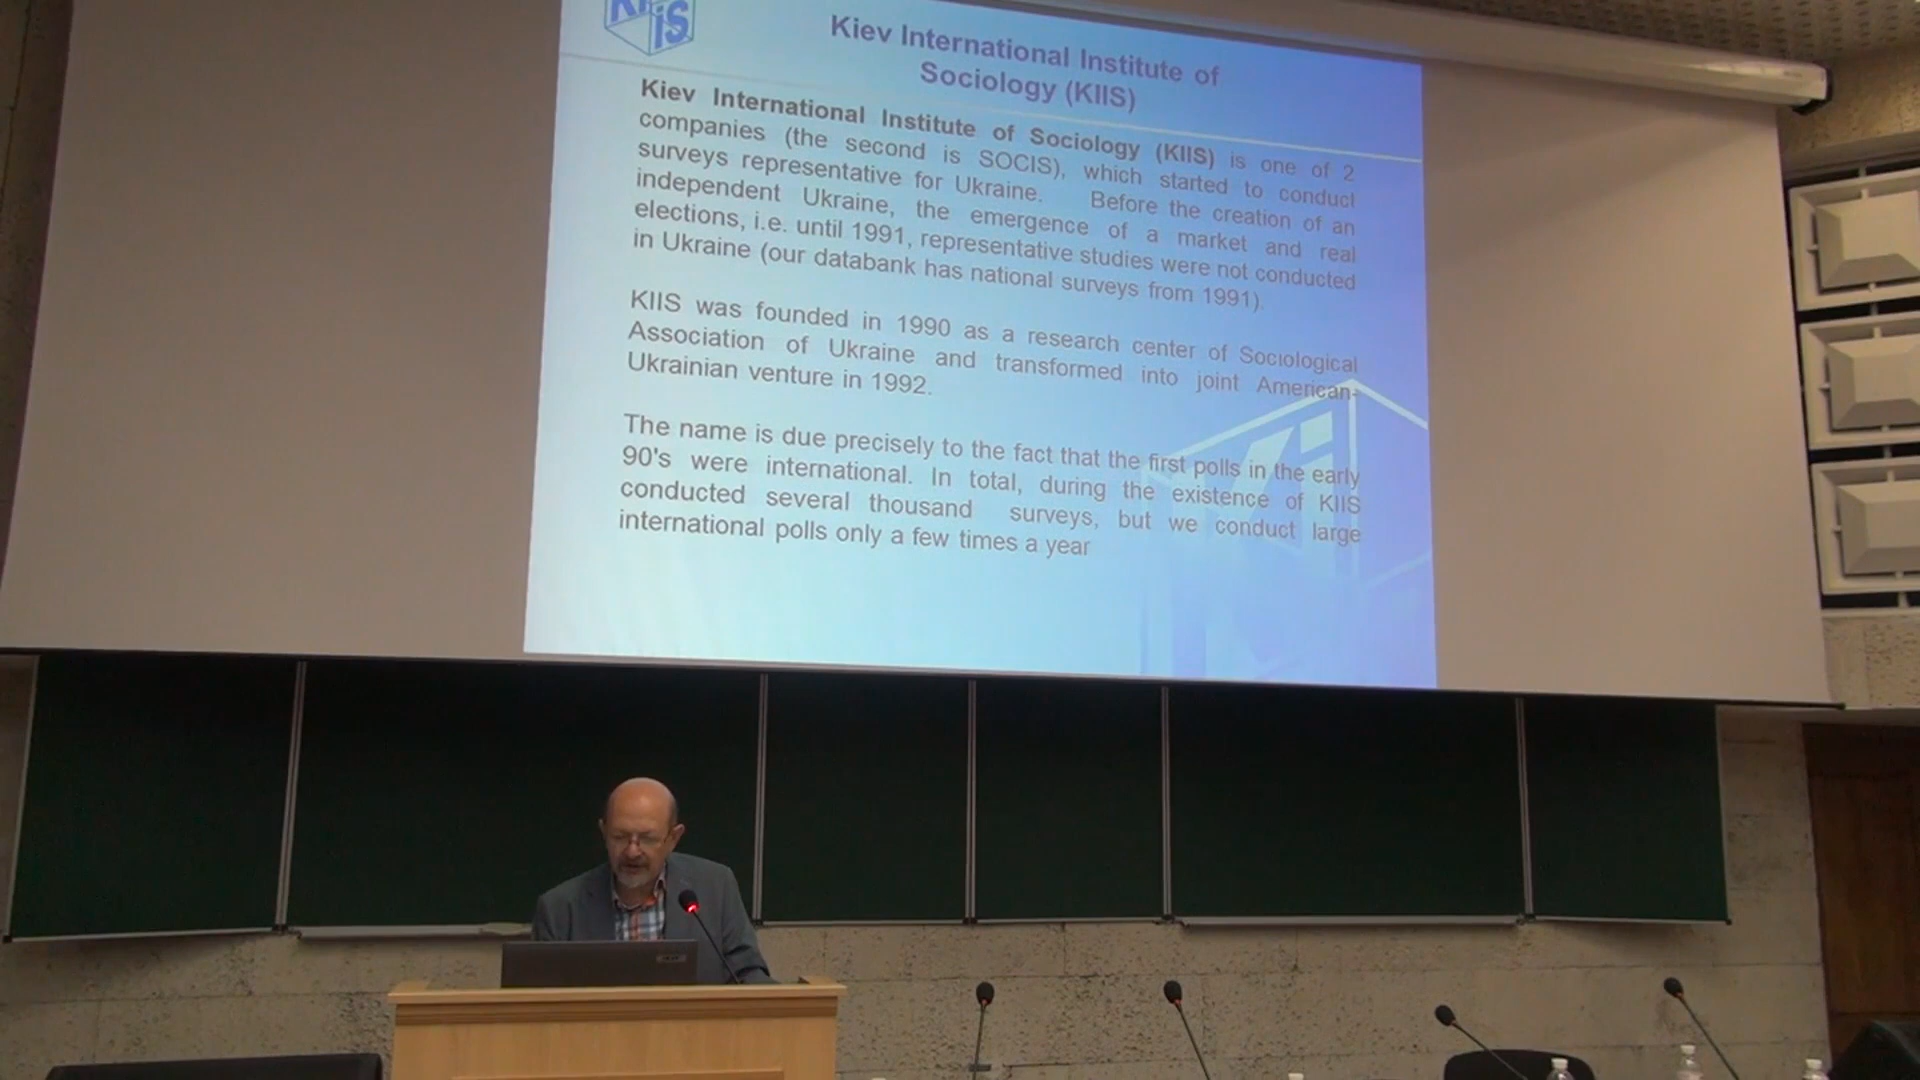 Kiev International Institute of
Sociology (KIIS)
Kiev International Institute of Sociology (KIIS) is one of 2
companies (the second is SOCIS), which started to conduct
surveys representative for Ukraine. Before the creation of an
independent Ukraine, the emergence of a market and real
elections, i.e. until 1991, representative studies were not conducted
in Ukraine (our databank has national surveys from 1991).
KIIS was founded in 1990 as a research center of Sociological
Association of Ukraine and transformed into joint American-
Ukrainian venture in 1992.
The name is due precisely to the fact that the first polls in the early
90's were international. In total, during the existence of KIIS
conducted several thousand surveys, but we conduct large
international polls only a few times a year